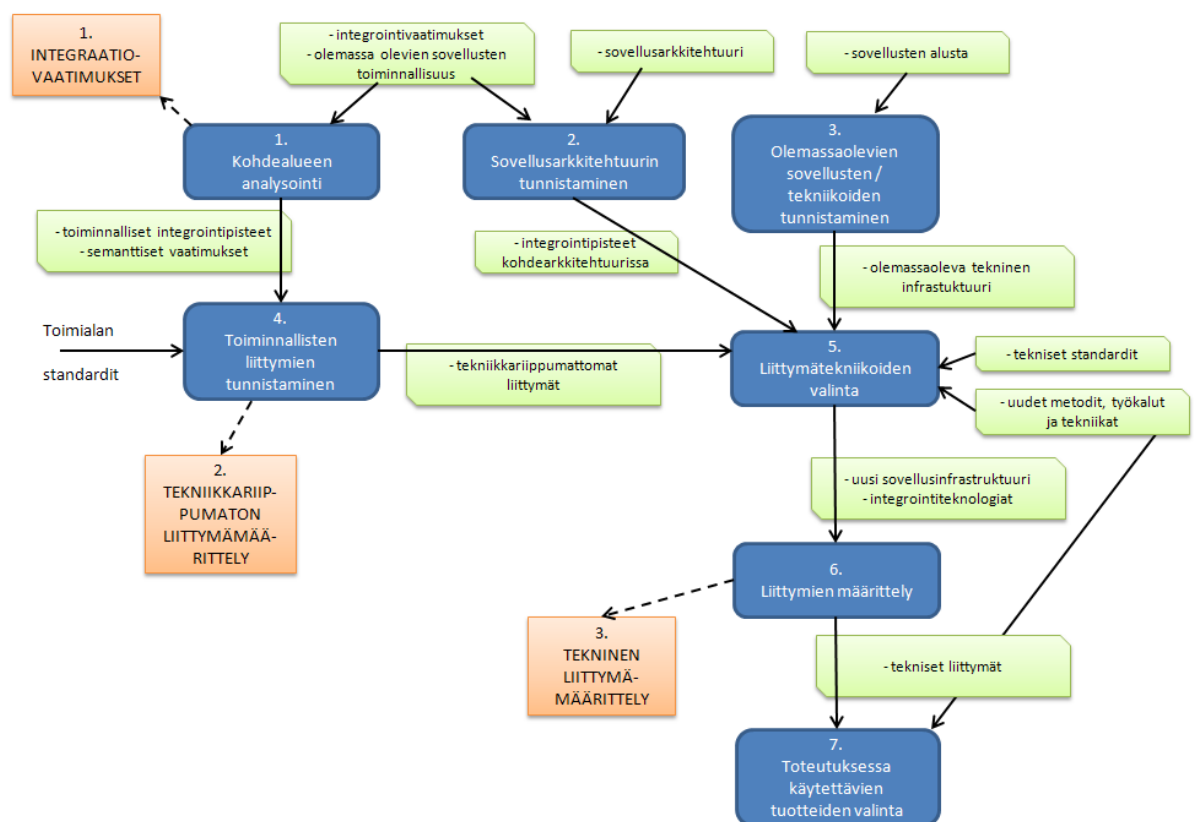 1.
INTEGRAATIO-
VAATIMUKSET
- integrointivaatimukset
- olemassa olevien sovellusten
toiminnallisuus
- sovellusarkkitehtuuri
- sovellusten alusta
1.
Kohdealueen
analysointi
2.
Sovellusarkkitehtuurin
tunnistaminen
3.
Olemassaolevien
sovellusten /
tekniikoiden
tunnistaminen
- toiminnalliset integrointipisteet
- semanttiset vaatimukset
- integrointipisteet
kohdearkkitehtuurissa
- olemassaoleva tekninen
infrastuktuuri
Toimialan
standardit
4.
Toiminnallisten
liittymien
tunnistaminen
- tekniikkariippumattomat
liittymät
5.
Liittymätekniikoiden
valinta
- tekniset standardit
- uudet metodit, työkalut
ja tekniikat
2.
TEKNIIKKARIIP-
PUMATON
LIITTYMÄMÄÄ-
RITTELY
- uusi sovellusinfrastruktuuri
- integrointiteknologiat
6.
Liittymien määrittely
3.
TEKNINEN
LIITTYMÄ-
MÄÄRITTELY
- tekniset liittymät
7.
Toteutuksessa
käytettävien
tuotteiden valinta